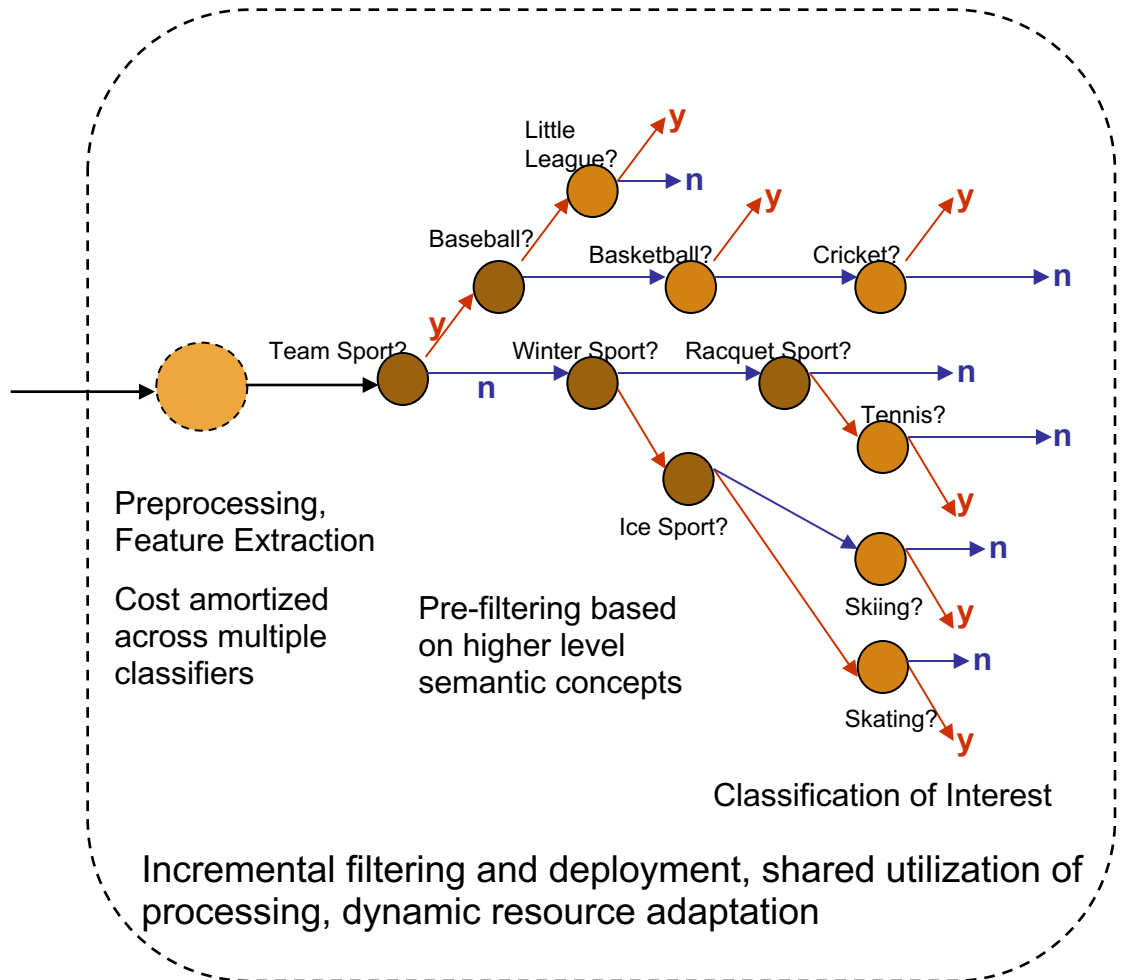 y
Little
League?
n
y
y
Baseball?
Basketball?
Cricket?
n
y
Team Sport?
Winter Sport?
Racquet Sport?
n
n
Tennis?
n
Preprocessing,
Feature Extraction
y
Ice Sport?
n
Cost amortized
across multiple
classifiers
Pre-filtering based
on higher level
semantic concepts
Skiing?
y
n
Skating?
y
Classification of Interest
Incremental filtering and deployment, shared utilization of
processing, dynamic resource adaptation